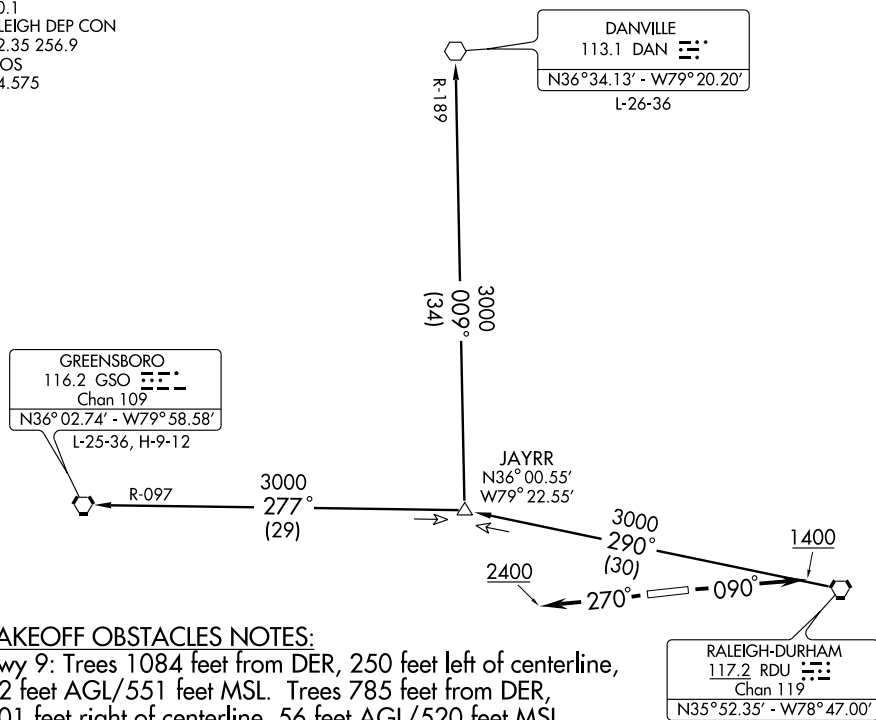 0.1
LEIGH DEP CON
2.35 256.9
OS
4.575
DANVILLE
113.1 DAN
N36°34.13' - W79°20.20'
L-26-36
R-189
3000
009°
(34)
GREENSBORO
116.2 GSO
Chan 109
N36°02.74' - W79°58.58'
L-25-36, H-9-12
R-097
3000
277°
(29)
JAYRR
N36°00.55'
W79°22.55'
3000
290°
(30)
1400
2400
270°
090°
RALEIGH-DURHAM
117.2 RDU
Chan 119
N35°52.35' - W78°47.00'
AKEOFF OBSTACLES NOTES:
wy 9: Trees 1084 feet from DER, 250 feet left of centerline,
2 feet AGL/551 feet MSL. Trees 785 feet from DER,
01 feet right of centerline, 56 feet AGL/520 feet MSL.